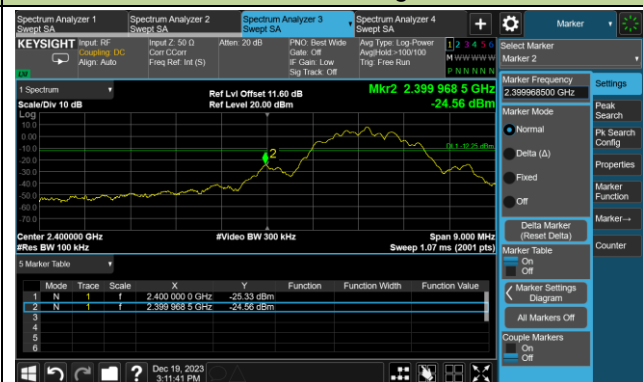 Spectrum Analyzer 1
Swept SA
Spectrum Analyzer 2
Swept SA
Spectrum Analyzer 3
Swept SA
Spectrum Analyzer 4
Swept SA
+
Marker
KEYSIGHT
Input: RF
Coupling: DC
Align: Auto
Input Z: 50 Ω
Corr CCorr
Freq Ref: Int (S)
Atten: 20 dB
PNO: Best Wide
Gate: Off
IF Gain: Low
Sig Track: Off
Avg Type: Log-Power
Avg|Hold:>100/100
Trig: Free Run
1 2 3 4 5 6
M W W W W W
P N N N N N
Select Marker
Marker 2
1 Spectrum
Scale/Div 10 dB
Log
Ref Lvl Offset 11.60 dB
Ref Level 20.00 dBm
Mkr2 2.399 968 5 GHz
-24.56 dBm
10.0
0.00
-10.0
-20.0
-30.0
-40.0
-50.0
-60.0
-70.0
2
DL1 -12.25 dBm
Center 2.400000 GHz
#Res BW 100 kHz
#Video BW 300 kHz
Span 9.000 MHz
Sweep 1.07 ms (2001 pts)
5 Marker Table
Mode Trace Scale X Y Function Function Width Function Value
1 N 1 f 2.400 000 0 GHz -25.33 dBm
2 N 1 f 2.399 968 5 GHz -24.56 dBm
3
4
5
6
Marker Frequency
2.399968500 GHz
Marker Mode
Normal
Delta (Δ)
Fixed
Off
Delta Marker
(Reset Delta)
Marker Table
On
Off
Marker Settings
Diagram
All Markers Off
Couple Markers
On
Off
Settings
Peak
Search
Pk Search
Config
Properties
Marker
Function
Marker→
Counter
?
Dec 19, 2023
3:11:41 PM